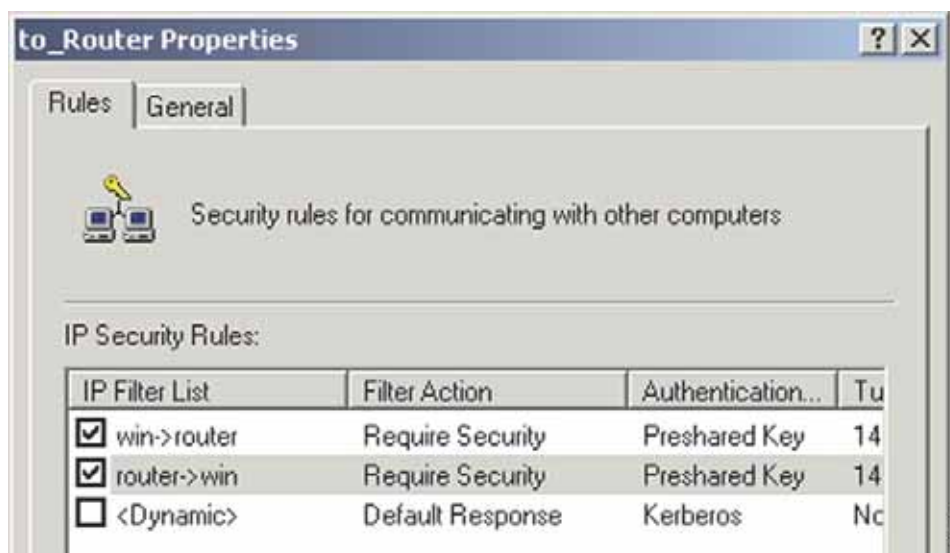 to_Router Properties
Rules
General
Security rules for communicating with other computers
IP Security Rules:
IP Filter List Filter Action Authentication... Tu
win->router Require Security Preshared Key 14
router->win Require Security Preshared Key 14
<Dynamic> Default Response Kerberos Nc